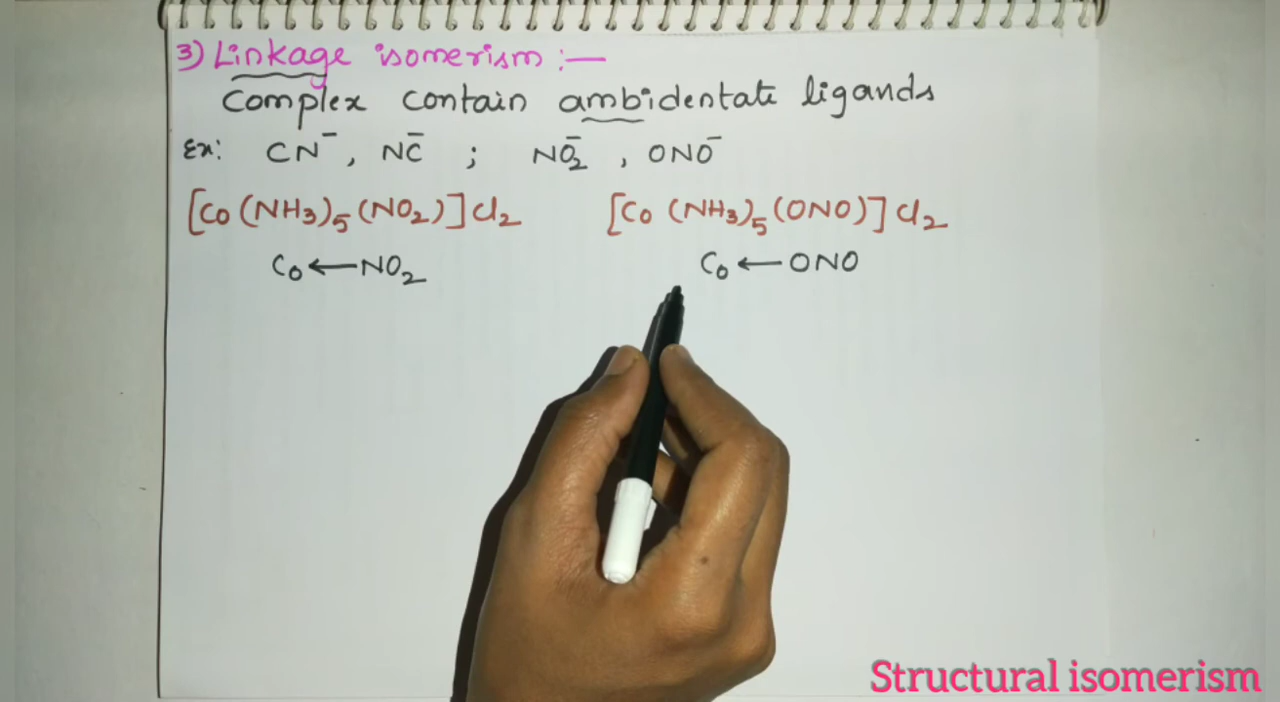 3) Linkage isomerism :—
Complex contain ambidentate ligands
Ex: CN⁻, NC⁻ ; NO₂⁻, ONO⁻
[Co(NH₃)₅(NO₂)]Cl₂ [Co(NH₃)₅(ONO)]Cl₂
Co←NO₂ Co←ONO
Structural isomerism